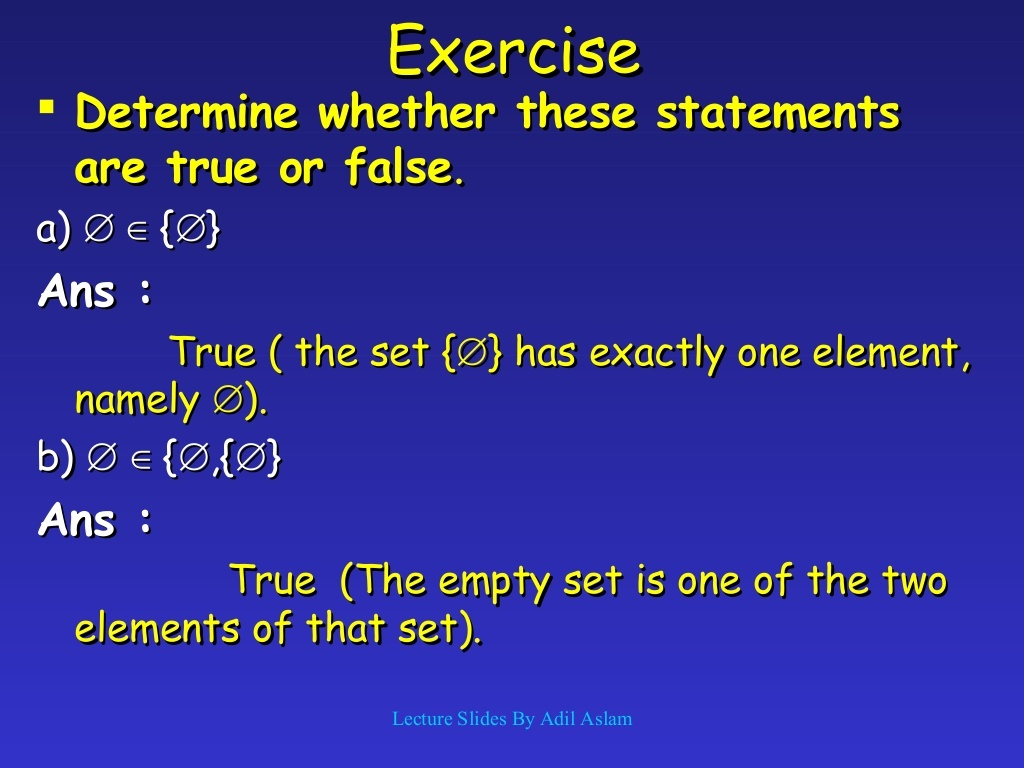 Exercise
▪ Determine whether these statements
are true or false.
a) ∅ ∈ {∅}
Ans :
True ( the set {∅} has exactly one element,
namely ∅).
b) ∅ ∈ {∅,{∅}
Ans :
True (The empty set is one of the two
elements of that set).
Lecture Slides By Adil Aslam